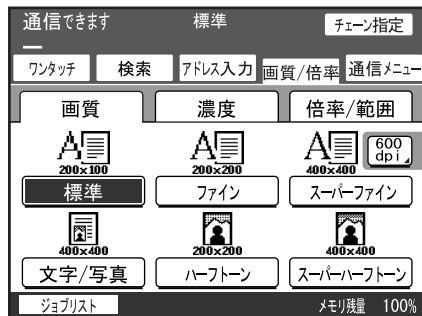 通信できます 標準 チェーン指定
ワンタッチ 検索 アドレス入力 画質/倍率 通信メニュー
画質 濃度 倍率/範囲
A A A 600
200×100 200×200 400×400 dpi
標準 ファイン スーパーファイン
400×400 200×200 400×400
文字/写真 ハーフトーン スーパーハーフトーン
ジョブリスト メモリ残量 100%